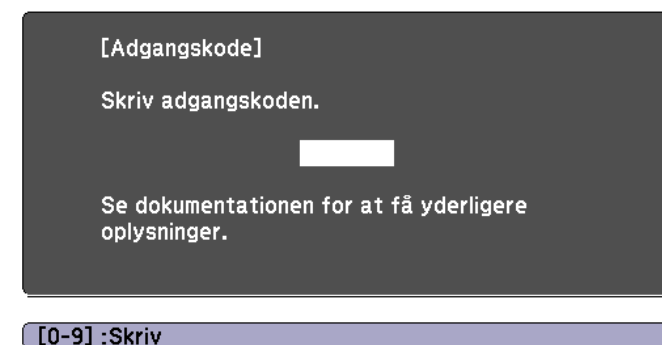 [Adgangskode]
Skriv adgangskoden.
Se dokumentationen for at få yderligere
oplysninger.
[0-9] :Skriv